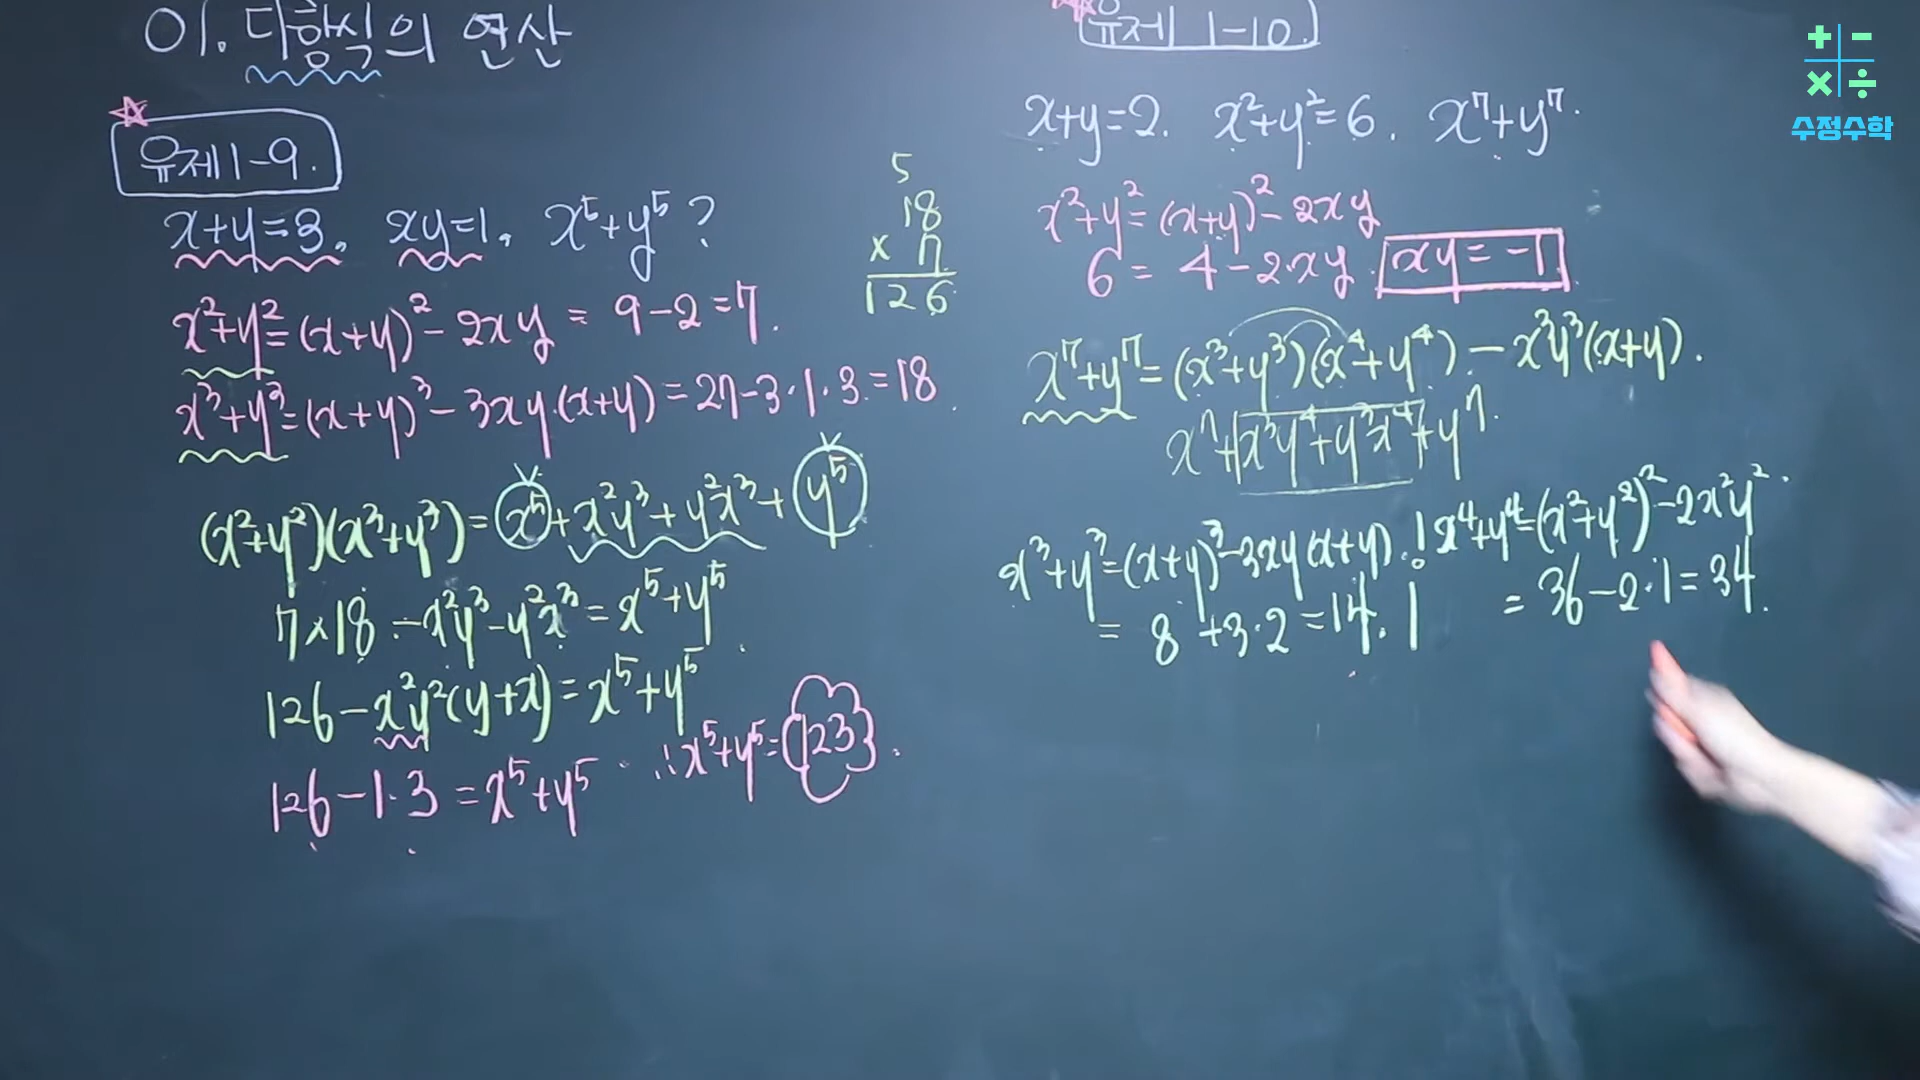 01. 다항식의 연산
유제 1-9.
x+y=3, xy=1, x⁵+y⁵?
x²+y²=(x+y)²-2xy = 9-2=7.
x³+y³=(x+y)³-3xy·(x+y)=27-3·1·3=18
5
18
× 7
126
(x²+y²)(x³+y³)=x⁵+x²y³+y²x³+y⁵
7×18-x²y³-y²x³=x⁵+y⁵
126-x²y²(y+x)=x⁵+y⁵
126-1·3=x⁵+y⁵ ∴x⁵+y⁵=123.
유제 1-10.
x+y=2. x²+y²=6. x⁷+y⁷.
x²+y²=(x+y)²-2xy
6=4-2·xy. xy=-1
x⁷+y⁷=(x³+y³)(x⁴+y⁴)-x³y³(x+y).
x⁷+x³y⁴+y³x⁴+y⁷.
x³+y³=(x+y)³-3xy(x+y).
=8+3·2=14.
x⁴+y⁴=(x²+y²)²-2x²y².
=36-2·1=34.
수정수학